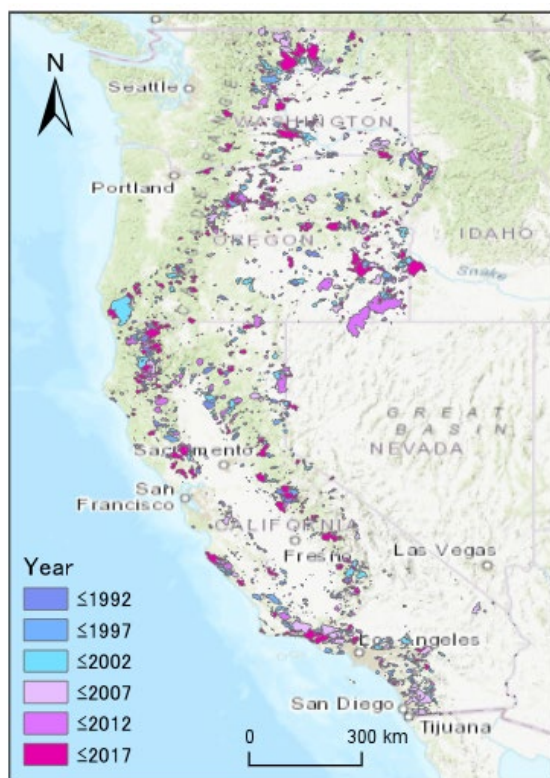 N
Seattle
WASHINGTON
Portland
OREGON
IDAHO
Snake
GREAT
BASIN
NEVADA
Sacramento
San
Francisco
CALIFORNIA
Fresno
Las Vegas
Year
≤1992
≤1997
≤2002
≤2007
≤2012
≤2017
Los Angeles
San Diego
Tijuana
0 300 km